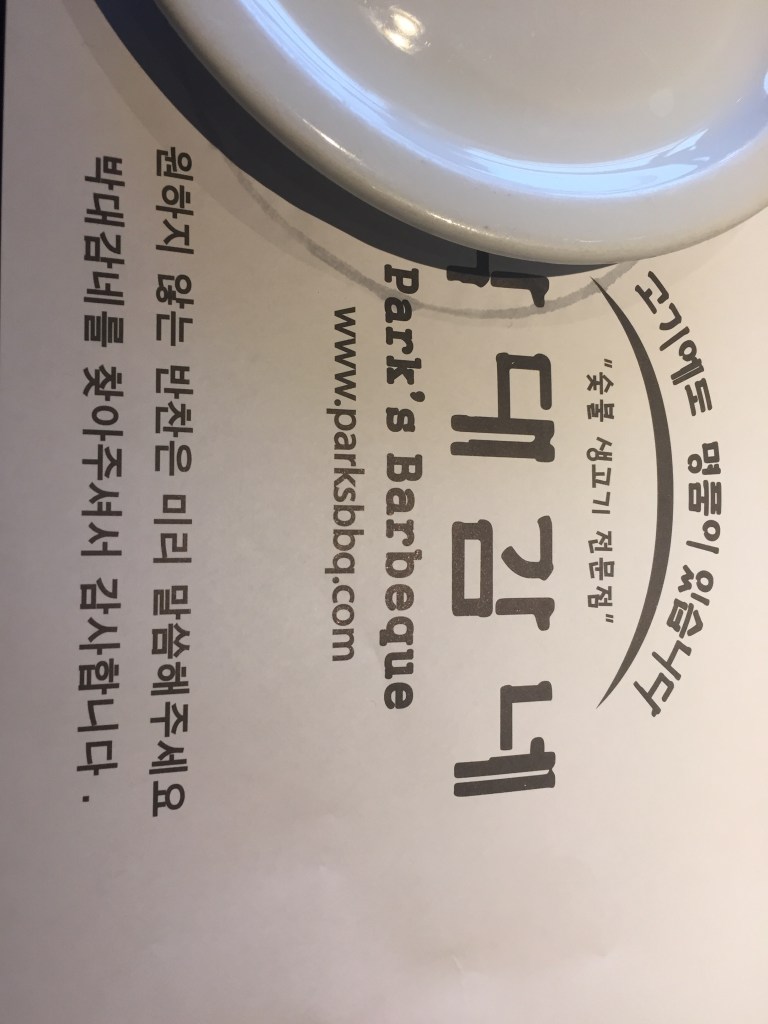 고기에도 명품이 있습니다
"숯불 생고기 전문점"
대감네
Park's Barbeque
www.parksbbq.com
원하지 않는 반찬은 미리 말씀해주세요
박대감네를 찾아주셔서 감사합니다.